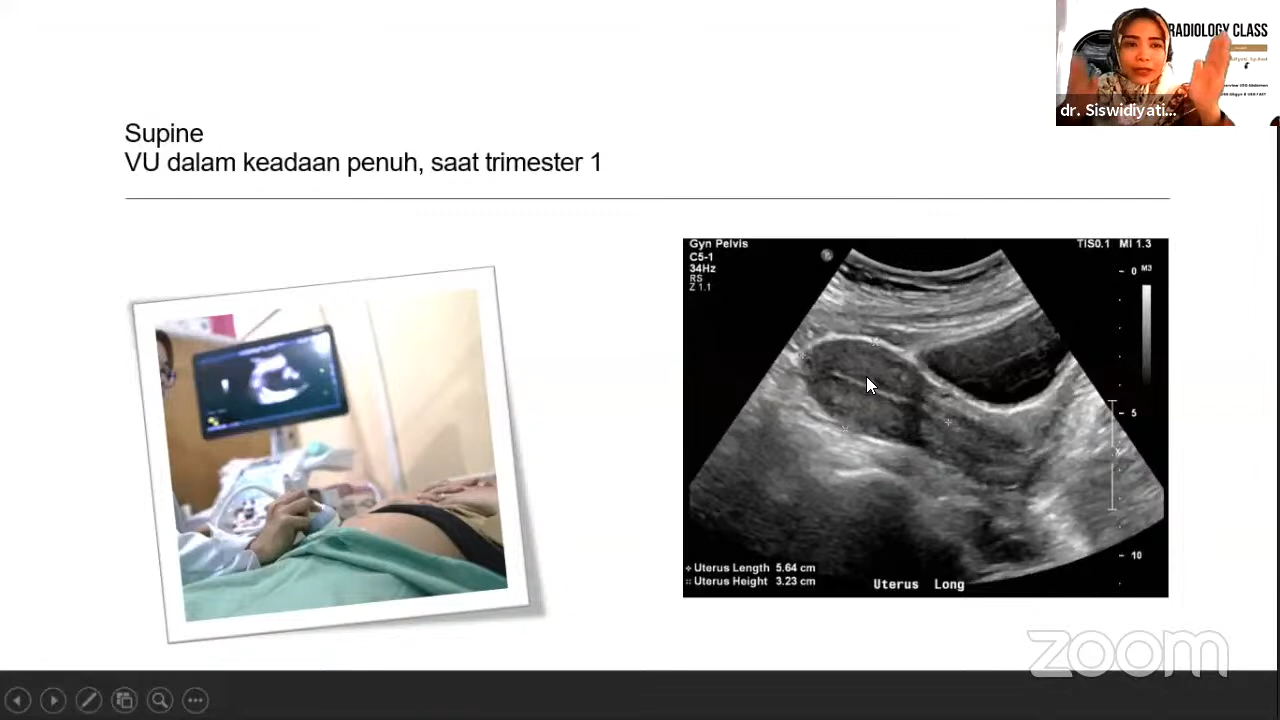 RADIOLOGY CLASS
dr. Siswidiyati...
Supine
VU dalam keadaan penuh, saat trimester 1
Gyn Pelvis
C5-1
34Hz
RS
Z 1.1
TIS0.1 MI 1.3
M3
0
5
10
Uterus Length 5.64 cm
Uterus Height 3.23 cm
Uterus Long
zoom